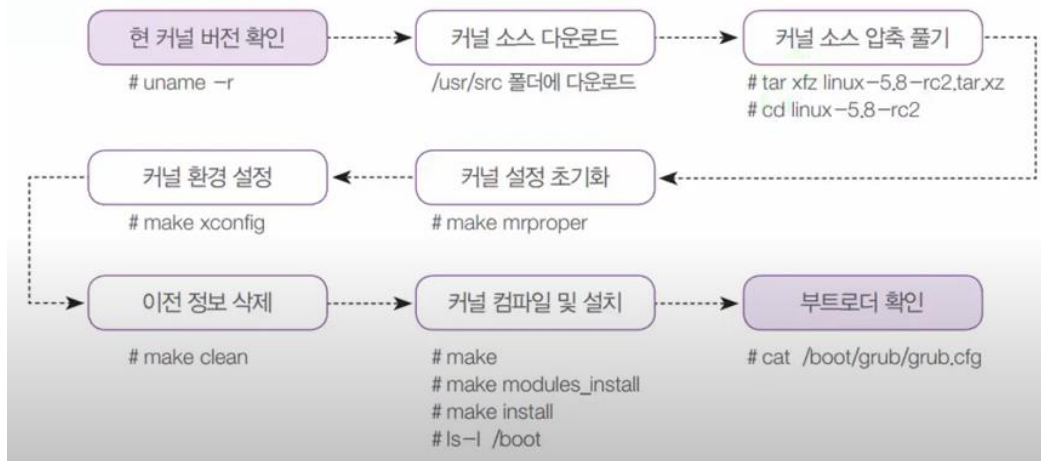 현 커널 버전 확인
# uname -r
커널 소스 다운로드
/usr/src 폴더에 다운로드
커널 소스 압축 풀기
# tar xfz linux-5.8-rc2.tar.xz
# cd linux-5.8-rc2
커널 설정 초기화
# make mrproper
커널 환경 설정
# make xconfig
이전 정보 삭제
# make clean
커널 컴파일 및 설치
# make
# make modules_install
# make install
# ls-l /boot
부트로더 확인
# cat /boot/grub/grub.cfg